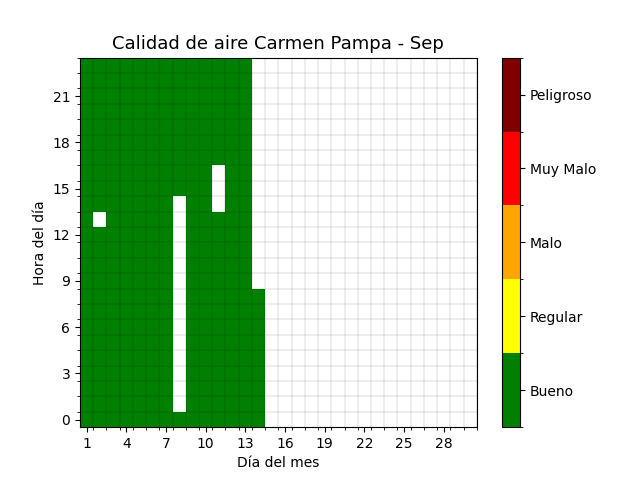 Calidad de aire Carmen Pampa - Sep
Hora del día
21
18
15
12
9
6
3
0
1 4 7 10 13 16 19 22 25 28
Día del mes
Peligroso
Muy Malo
Malo
Regular
Bueno